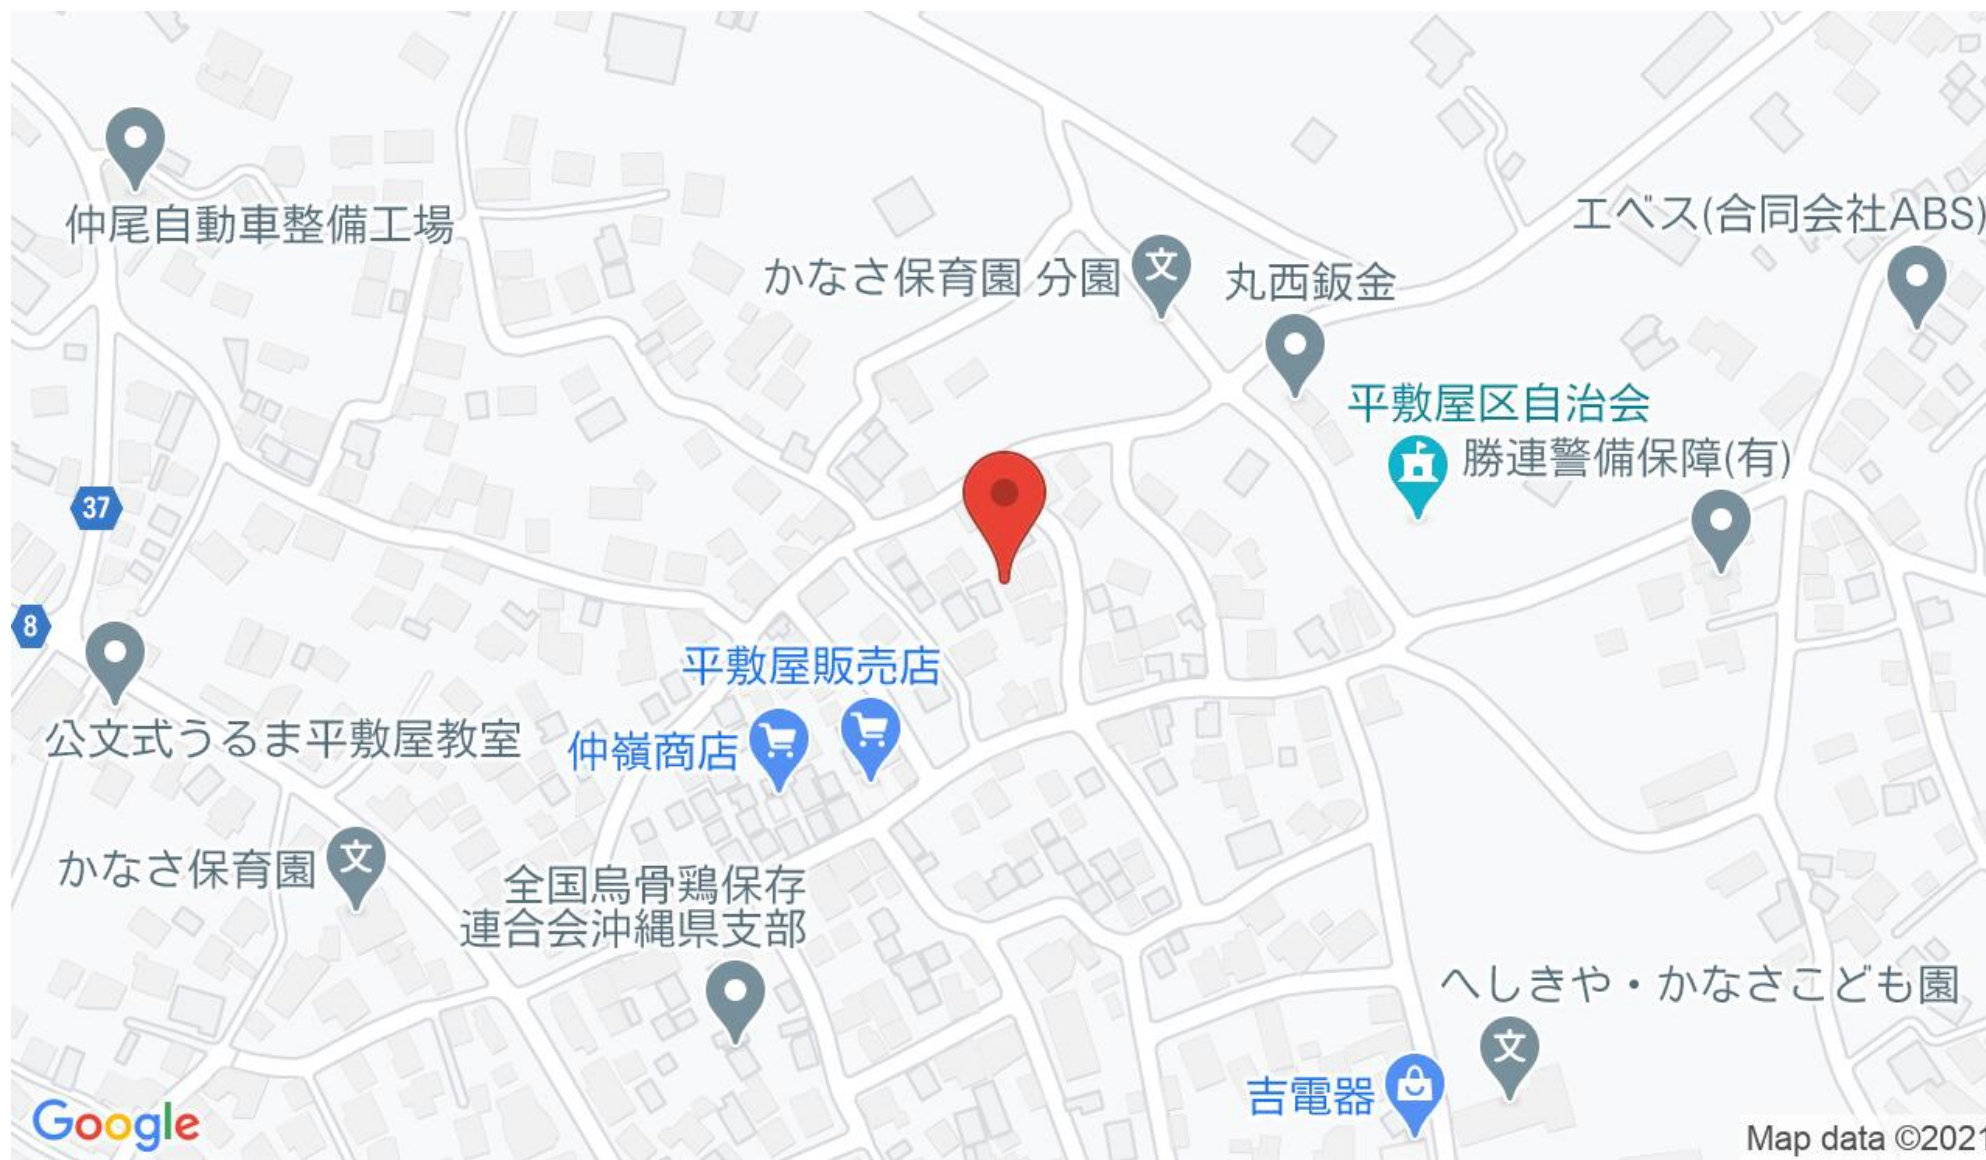 仲尾自動車整備工場
エベス(合同会社ABS)
かなさ保育園 分園
文
丸西鈑金
平敷屋区自治会
勝連警備保障(有)
37
8
平敷屋販売店
公文式うるま平敷屋教室
仲嶺商店
かなさ保育園
文
全国烏骨鶏保存
連合会沖縄県支部
へしきや・かなさこども園
文
吉電器
Google
Map data ©2021